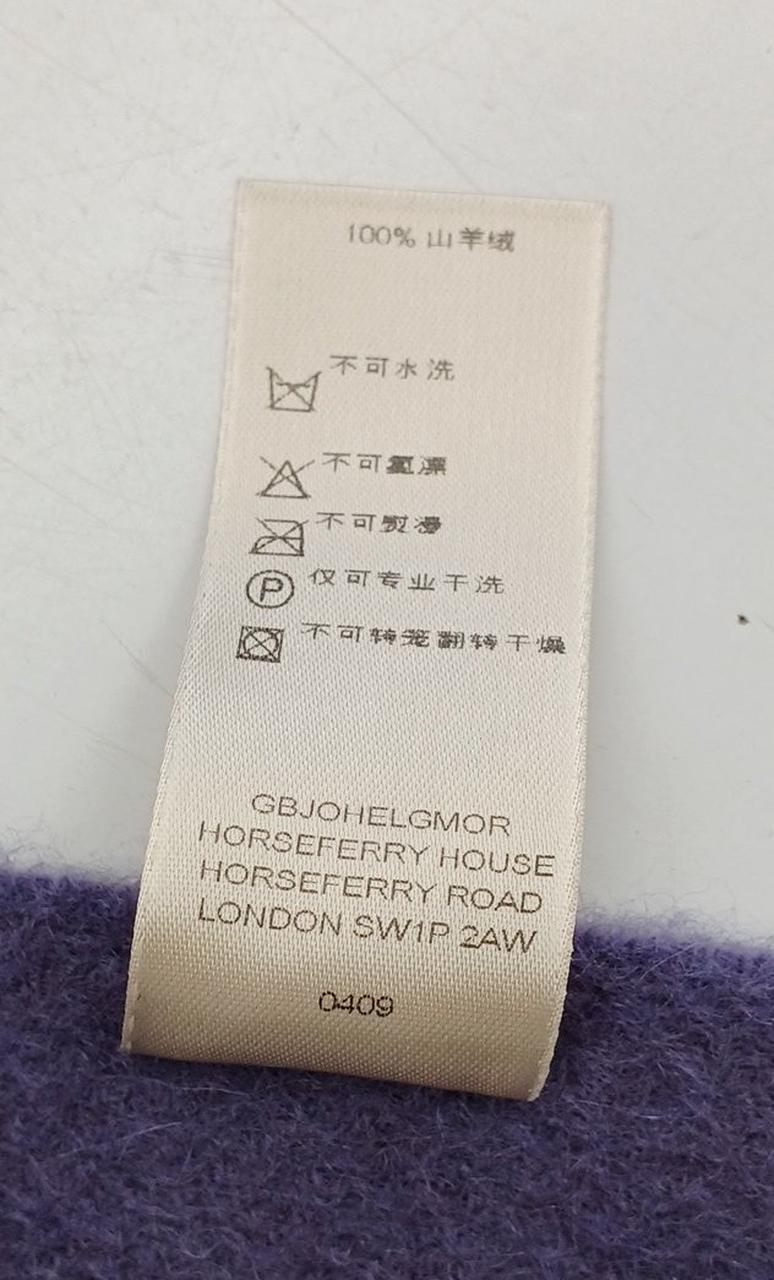 100% 山羊绒
不可水洗
不可氯漂
不可熨烫
P 仅可专业干洗
不可转笼翻转干燥
GBJOHELGMOR
HORSEFERRY HOUSE
HORSEFERRY ROAD
LONDON SW1P 2AW
0409